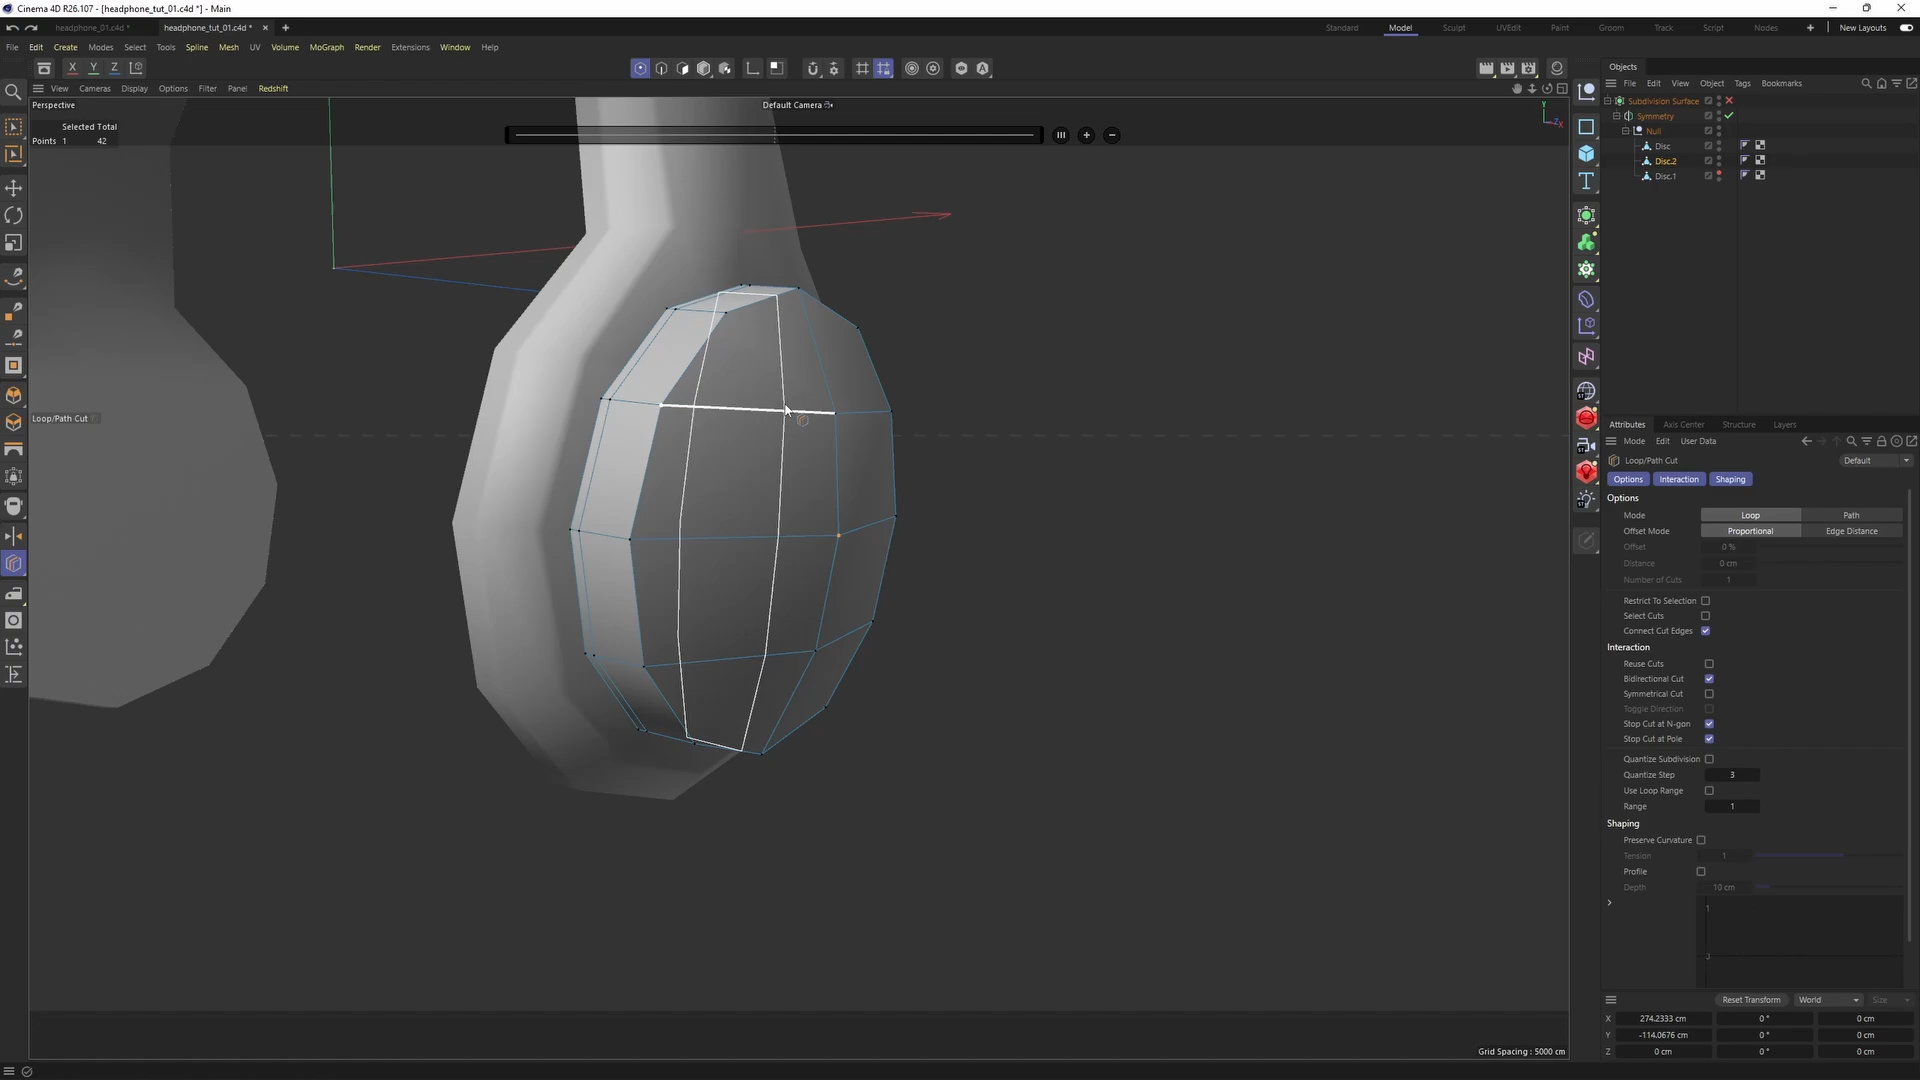 Cinema 4D R26.107 - [headphone_tut_01.c4d *] - Main
headphone_01.c4d *
headphone_tut_01.c4d *
Standard
Model
Sculpt
UVEdit
Paint
Groom
Track
Script
Nodes
New Layouts
File Edit Create Modes Select Tools Spline Mesh UV Volume MoGraph Render Extensions Window Help
X Y Z
View Cameras Display Options Filter Panel Redshift
Perspective
Default Camera
Selected Total
Points 1 42
Y
Z
X
Loop/Path Cut
Grid Spacing : 5000 cm
Objects
File Edit View Object Tags Bookmarks
Subdivision Surface
Symmetry
Null
Disc
Disc.2
Disc.1
Attributes Axis Center Structure Layers
Mode Edit User Data
Loop/Path Cut
Default
Options Interaction Shaping
Options
Mode Loop Path
Offset Mode Proportional Edge Distance
Offset 0 %
Distance 0 cm
Number of Cuts 1
Restrict To Selection
Select Cuts
Connect Cut Edges
Interaction
Reuse Cuts
Bidirectional Cut
Symmetrical Cut
Toggle Direction
Stop Cut at N-gon
Stop Cut at Pole
Quantize Subdivision
Quantize Step 3
Use Loop Range
Range 1
Shaping
Preserve Curvature
Tension 1
Profile
Depth 10 cm
1
0
Reset Transform World Size
X 274.2333 cm 0 ° 0 cm
Y -114.0676 cm 0 ° 0 cm
Z 0 cm 0 ° 0 cm